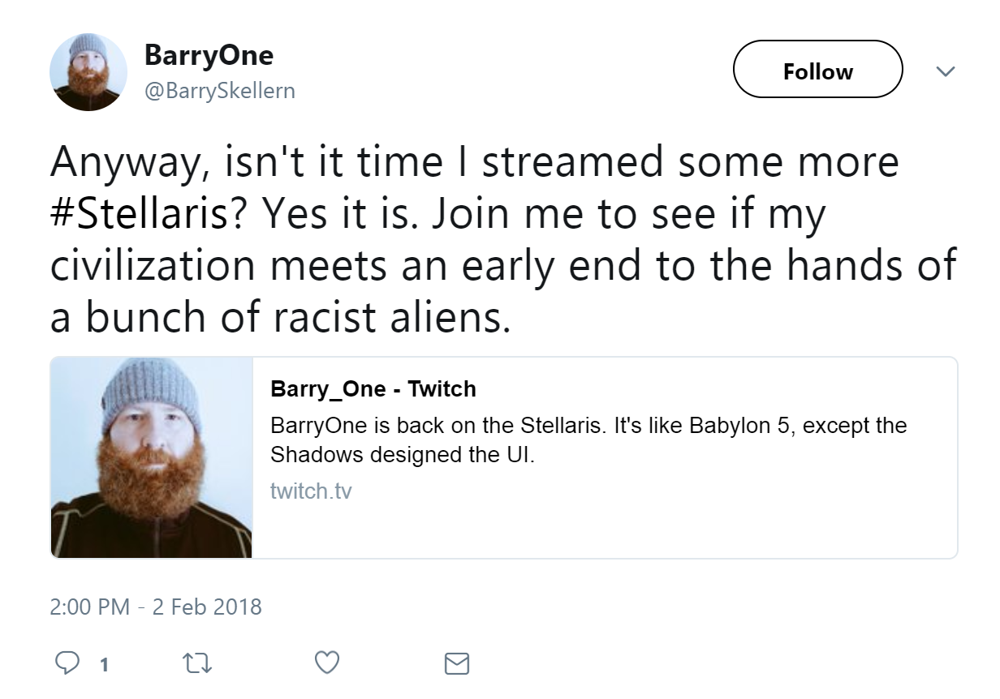 BarryOne
@BarrySkellern
Follow
Anyway, isn't it time I streamed some more
#Stellaris? Yes it is. Join me to see if my
civilization meets an early end to the hands of
a bunch of racist aliens.
Barry_One - Twitch
BarryOne is back on the Stellaris. It's like Babylon 5, except the
Shadows designed the UI.
twitch.tv
2:00 PM - 2 Feb 2018
1